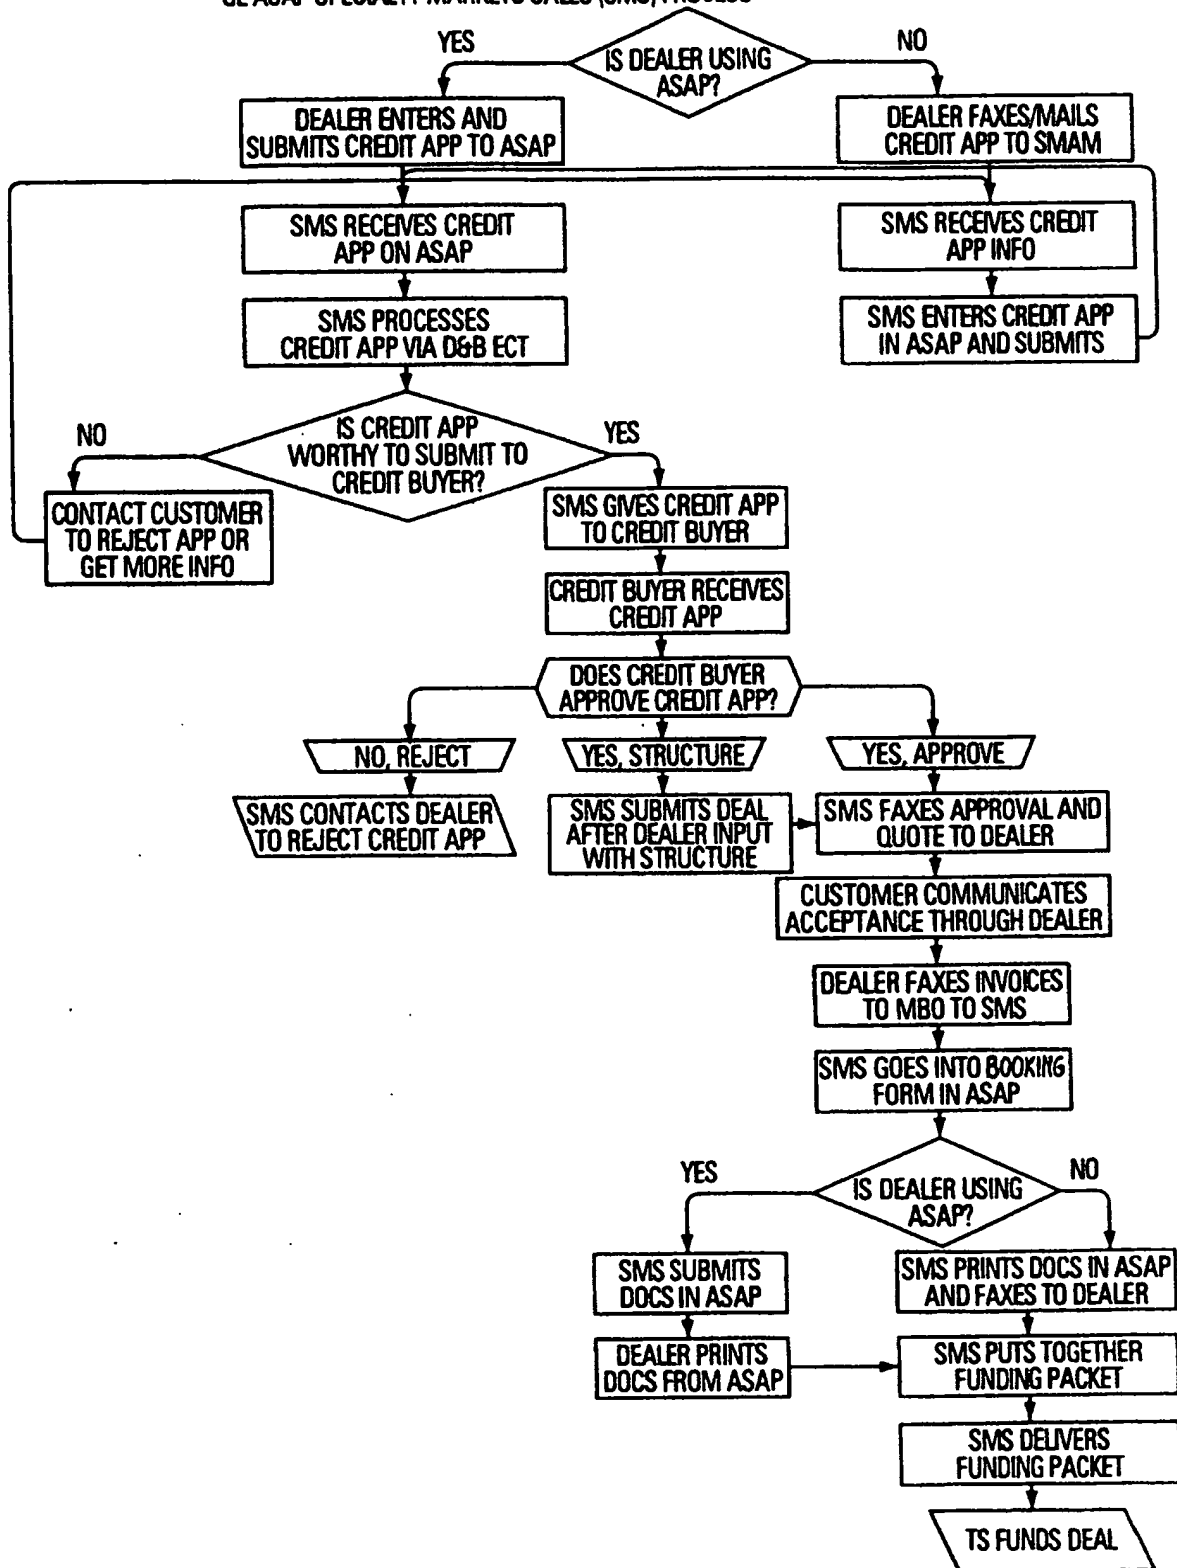 GE ASAP SPECIALTY MARKETS SALES (SMS) PROCESS
IS DEALER USING
ASAP?
YES
NO
DEALER ENTERS AND
SUBMITS CREDIT APP TO ASAP
DEALER FAXES/MAILS
CREDIT APP TO SMAM
SMS RECEIVES CREDIT
APP ON ASAP
SMS RECEIVES CREDIT
APP INFO
SMS PROCESSES
CREDIT APP VIA D&B ECT
SMS ENTERS CREDIT APP
IN ASAP AND SUBMITS
IS CREDIT APP
WORTHY TO SUBMIT TO
CREDIT BUYER?
NO
YES
CONTACT CUSTOMER
TO REJECT APP OR
GET MORE INFO
SMS GIVES CREDIT APP
TO CREDIT BUYER
CREDIT BUYER RECEIVES
CREDIT APP
DOES CREDIT BUYER
APPROVE CREDIT APP?
NO, REJECT
YES, STRUCTURE
YES, APPROVE
SMS CONTACTS DEALER
TO REJECT CREDIT APP
SMS SUBMITS DEAL
AFTER DEALER INPUT
WITH STRUCTURE
SMS FAXES APPROVAL AND
QUOTE TO DEALER
CUSTOMER COMMUNICATES
ACCEPTANCE THROUGH DEALER
DEALER FAXES INVOICES
TO MBO TO SMS
SMS GOES INTO BOOKING
FORM IN ASAP
IS DEALER USING
ASAP?
YES
NO
SMS SUBMITS
DOCS IN ASAP
SMS PRINTS DOCS IN ASAP
AND FAXES TO DEALER
DEALER PRINTS
DOCS FROM ASAP
SMS PUTS TOGETHER
FUNDING PACKET
SMS DELIVERS
FUNDING PACKET
TS FUNDS DEAL